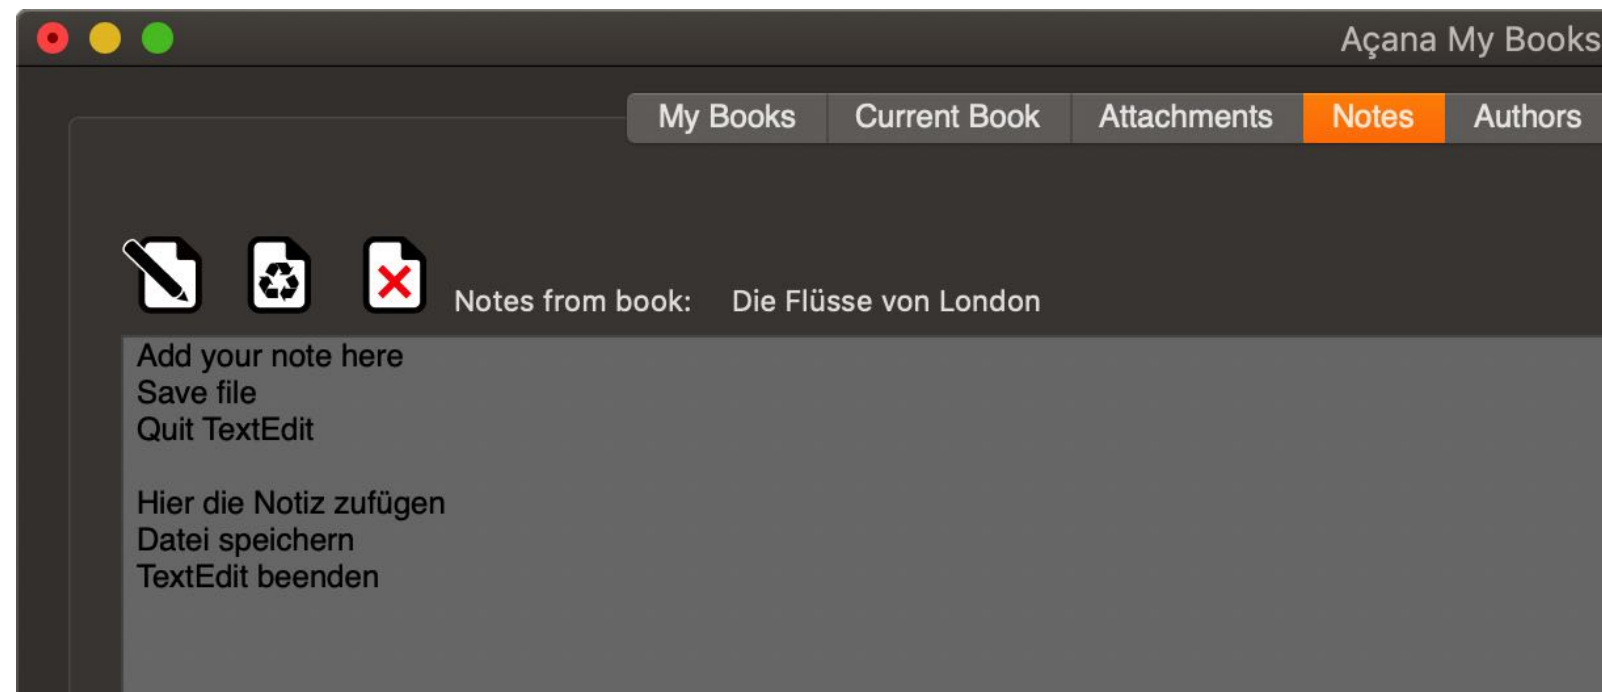 Açana My Books
My Books Current Book Attachments Notes Authors
Notes from book: Die Flüsse von London
Add your note here
Save file
Quit TextEdit
Hier die Notiz zufügen
Datei speichern
TextEdit beenden